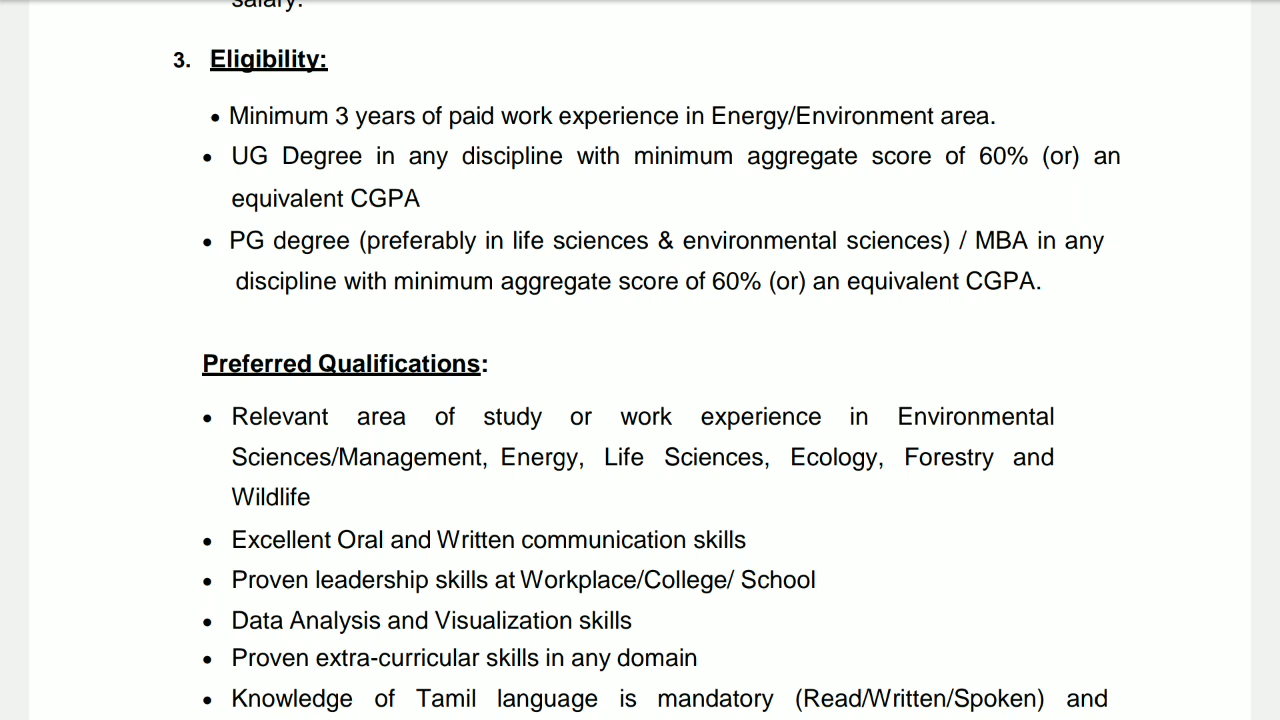 salary.
3. Eligibility:
• Minimum 3 years of paid work experience in Energy/Environment area.
• UG Degree in any discipline with minimum aggregate score of 60% (or) an
equivalent CGPA
• PG degree (preferably in life sciences & environmental sciences) / MBA in any
discipline with minimum aggregate score of 60% (or) an equivalent CGPA.
Preferred Qualifications:
• Relevant area of study or work experience in Environmental
Sciences/Management, Energy, Life Sciences, Ecology, Forestry and
Wildlife
• Excellent Oral and Written communication skills
• Proven leadership skills at Workplace/College/ School
• Data Analysis and Visualization skills
• Proven extra-curricular skills in any domain
• Knowledge of Tamil language is mandatory (Read/Written/Spoken) and